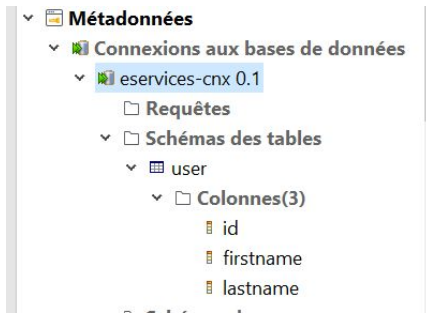 Métadonnées
Connexions aux bases de données
eservices-cnx 0.1
Requêtes
Schémas des tables
user
Colonnes(3)
id
firstname
lastname